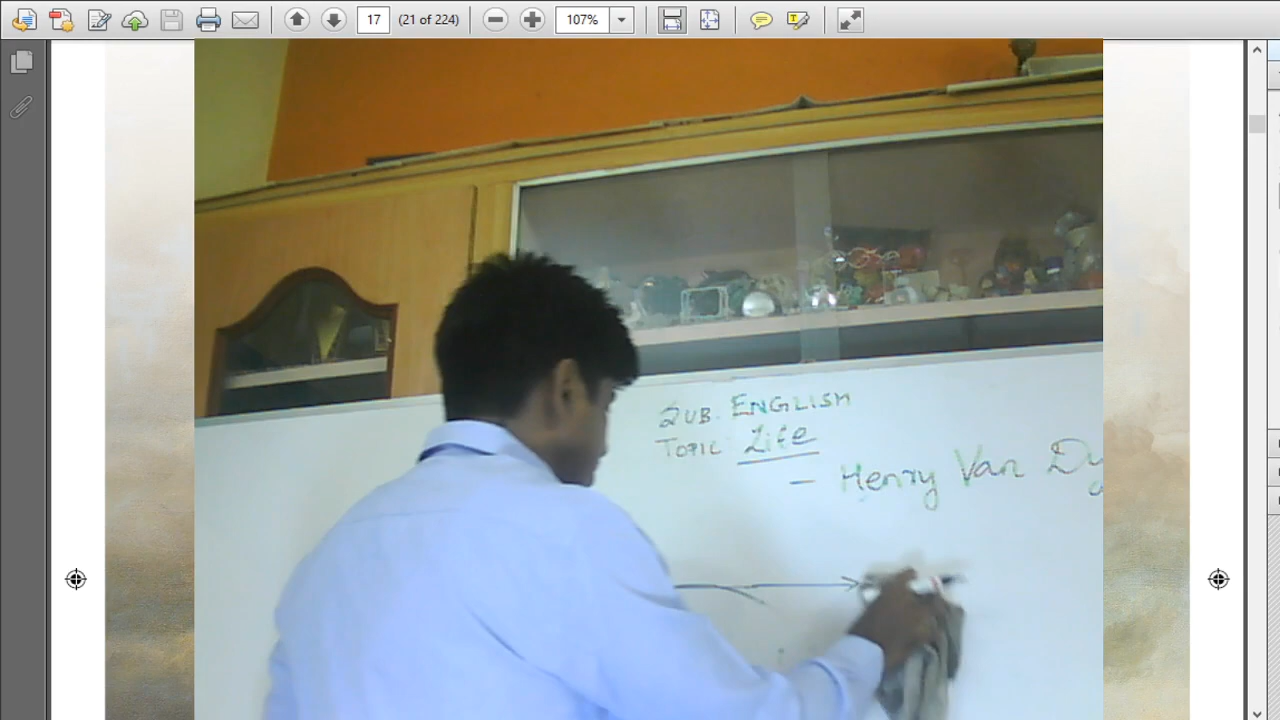 17 (21 of 224) 107%
SUB. ENGLISH
TOPIC Life
— Henry Van Dy